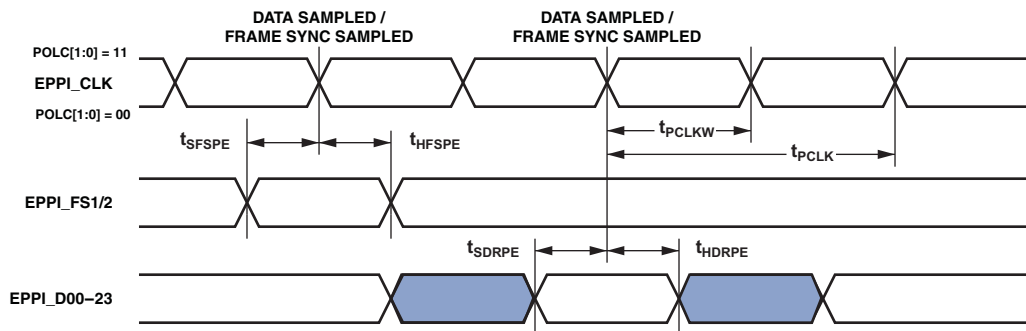 DATA SAMPLED /
FRAME SYNC SAMPLED
DATA SAMPLED /
FRAME SYNC SAMPLED
POLC[1:0] = 11
EPPI_CLK
POLC[1:0] = 00
tSFSPE
tHFSPE
tPCLKW
tPCLK
EPPI_FS1/2
tSDRPE
tHDRPE
EPPI_D00–23